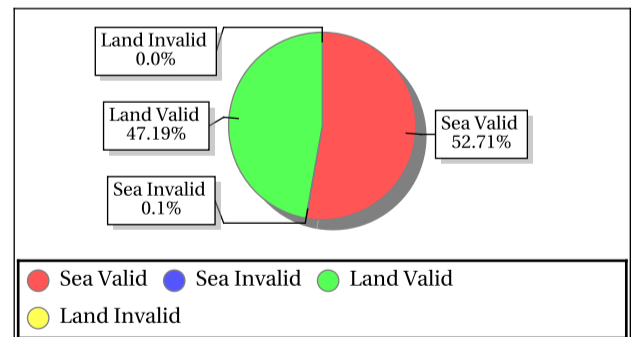 Land Invalid
0.0%
Land Valid
47.19%
Sea Valid
52.71%
Sea Invalid
0.1%
Sea Valid Sea Invalid Land Valid
Land Invalid